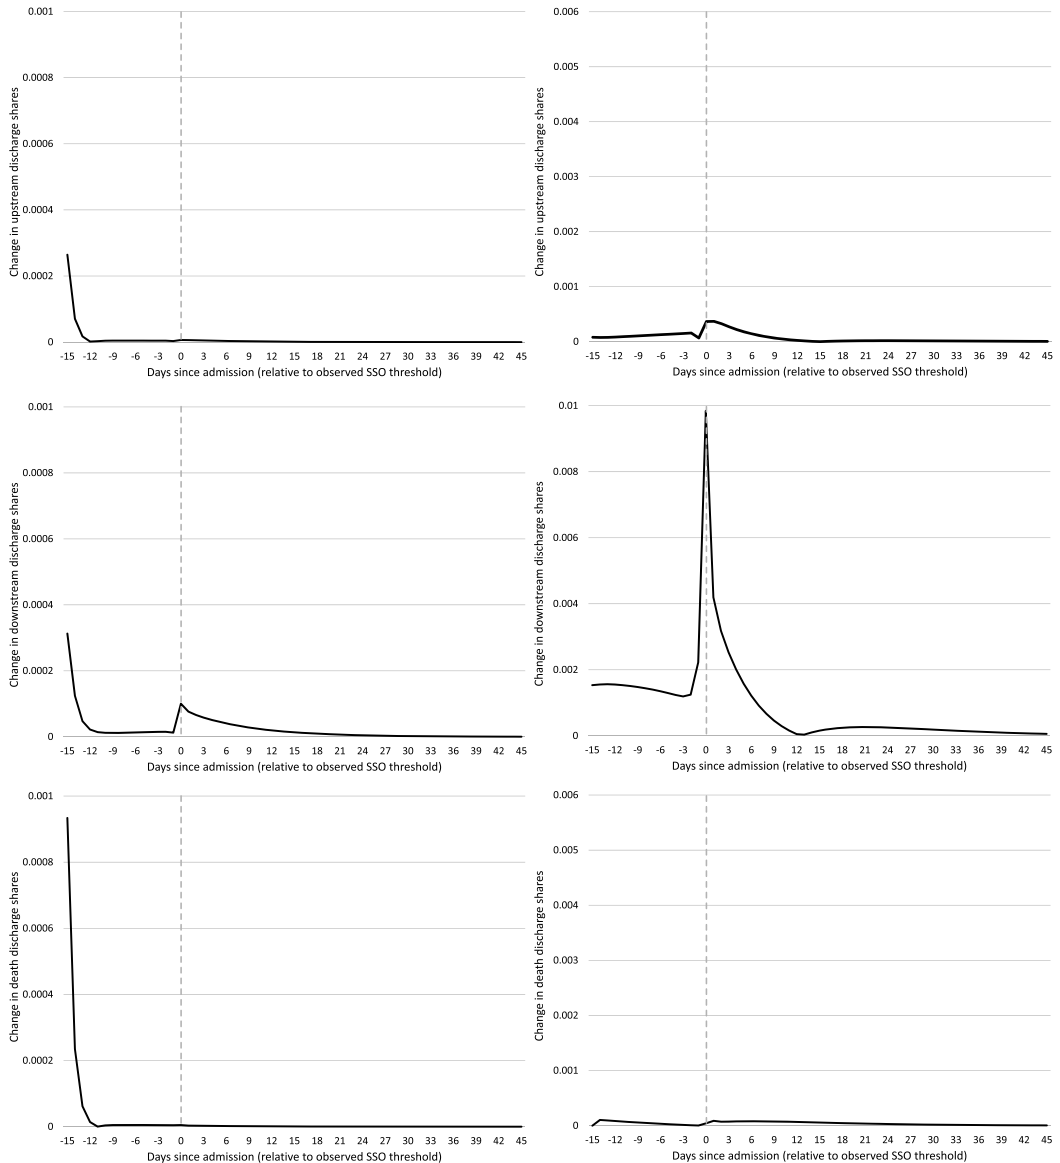 Change in upstream discharge shares
0.001
0.0008
0.0006
0.0004
0.0002
0
-15 -12 -9 -6 -3 0 3 6 9 12 15 18 21 24 27 30 33 36 39 42 45
Days since admission (relative to observed SSO threshold)
Change in upstream discharge shares
0.006
0.005
0.004
0.003
0.002
0.001
0
-15 -12 -9 -6 -3 0 3 6 9 12 15 18 21 24 27 30 33 36 39 42 45
Days since admission (relative to observed SSO threshold)
Change in downstream discharge shares
0.001
0.0008
0.0006
0.0004
0.0002
0
-15 -12 -9 -6 -3 0 3 6 9 12 15 18 21 24 27 30 33 36 39 42 45
Days since admission (relative to observed SSO threshold)
Change in downstream discharge shares
0.01
0.008
0.006
0.004
0.002
0
-15 -12 -9 -6 -3 0 3 6 9 12 15 18 21 24 27 30 33 36 39 42 45
Days since admission (relative to observed SSO threshold)
Change in death discharge shares
0.001
0.0008
0.0006
0.0004
0.0002
0
-15 -12 -9 -6 -3 0 3 6 9 12 15 18 21 24 27 30 33 36 39 42 45
Days since admission (relative to observed SSO threshold)
Change in death discharge shares
0.006
0.005
0.004
0.003
0.002
0.001
0
-15 -12 -9 -6 -3 0 3 6 9 12 15 18 21 24 27 30 33 36 39 42 45
Days since admission (relative to observed SSO threshold)